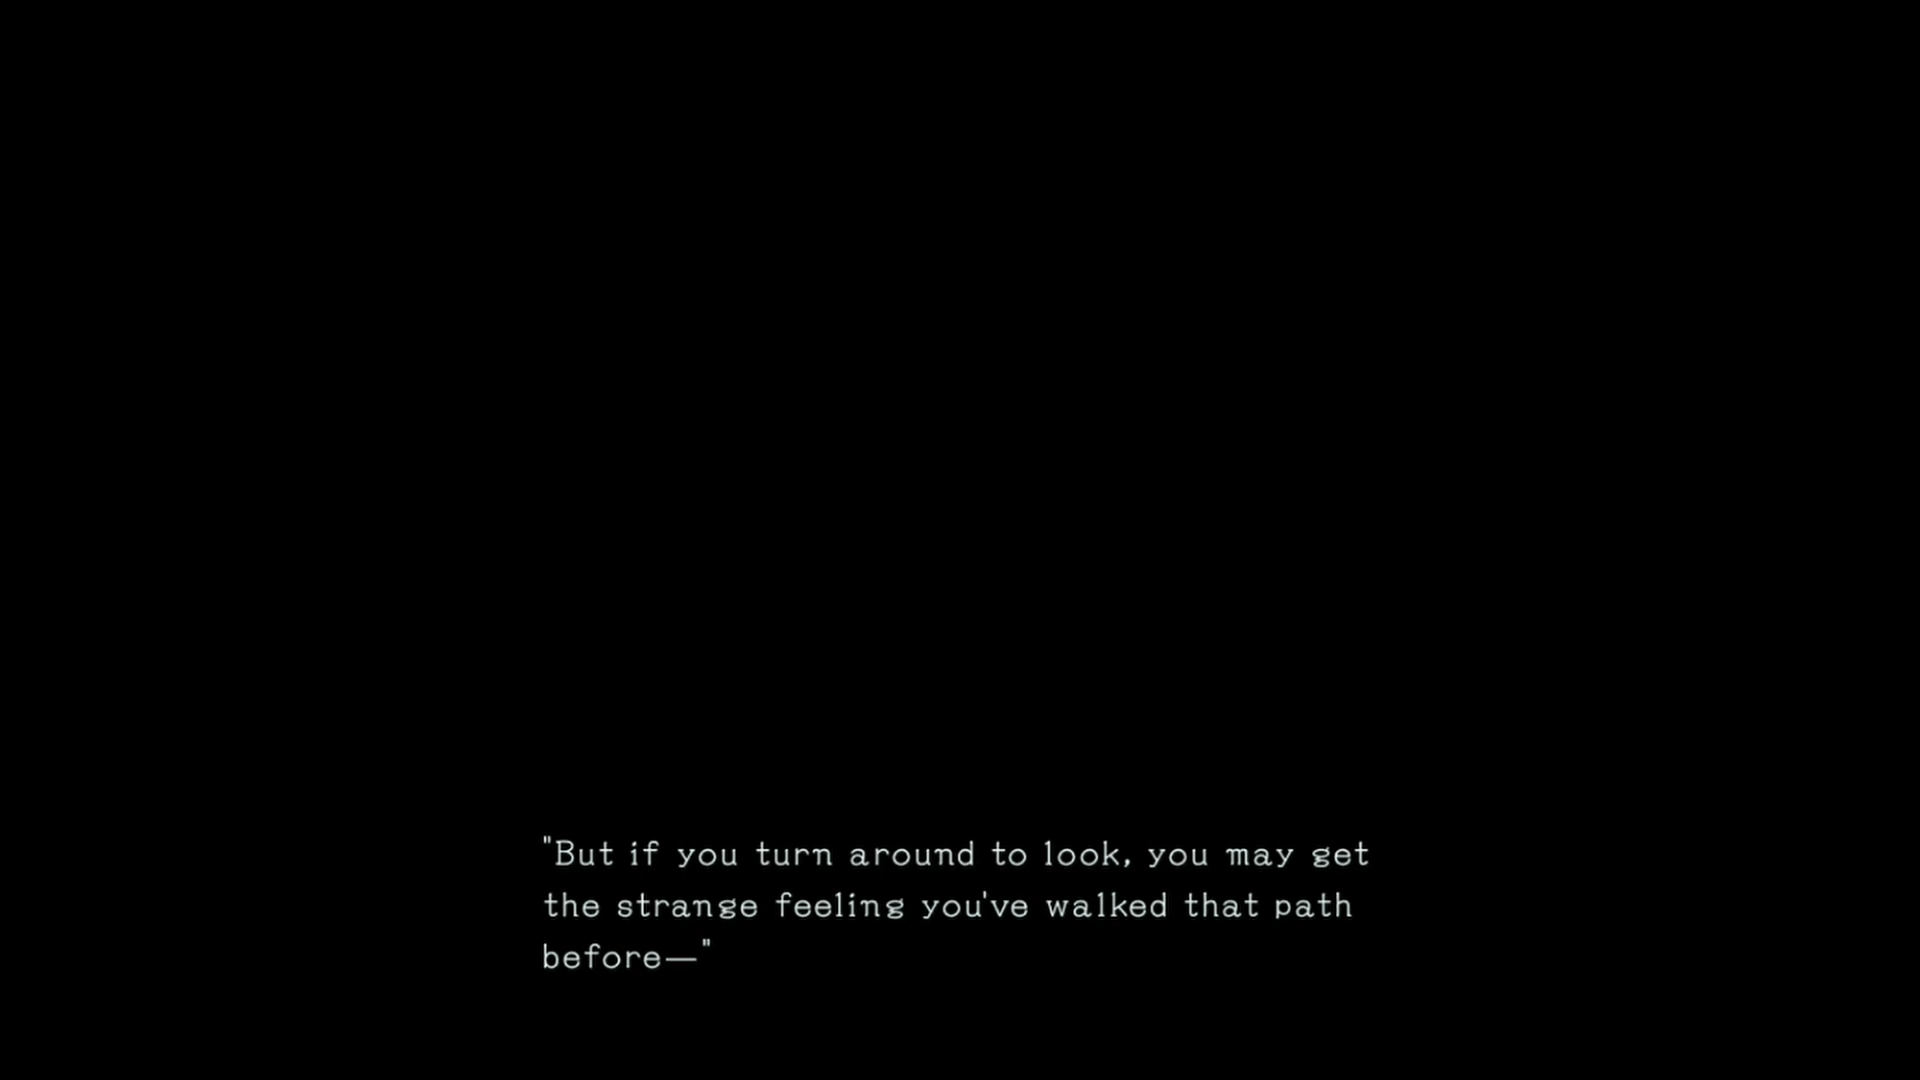 "But if you turn around to look, you may get
the strange feeling you've walked that path
before—"